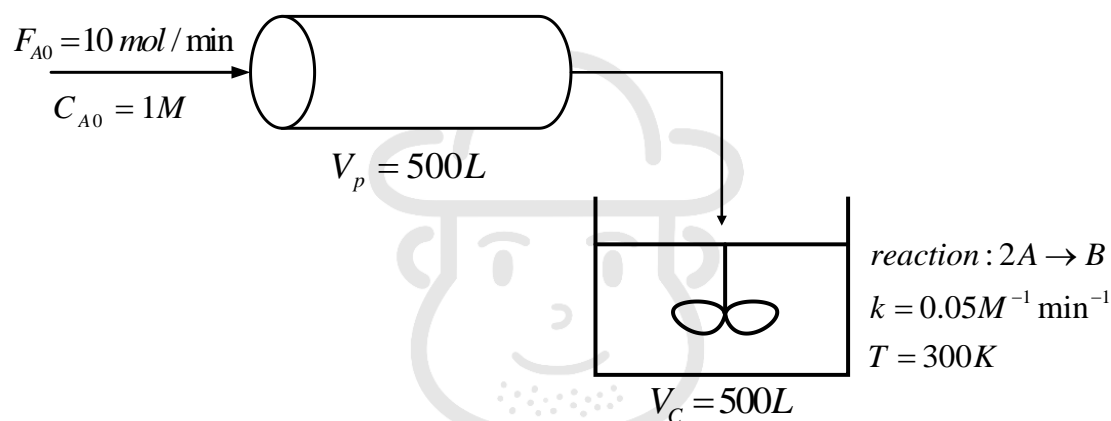 F_{A0} = 10 mol / min
C_{A0} = 1M
V_p = 500L
reaction : 2A → B
k = 0.05M^{-1} min^{-1}
T = 300K
V_C = 500L